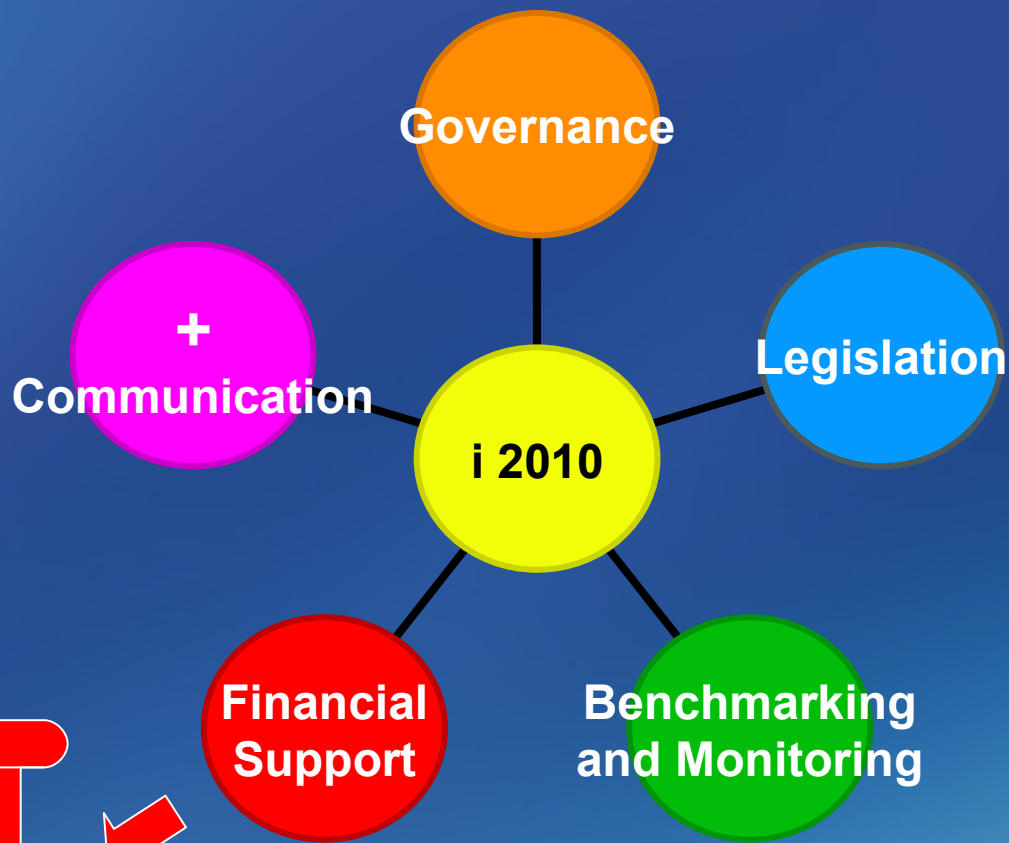 Governance
+
Communication
Legislation
i 2010
Financial
Support
Benchmarking
and Monitoring